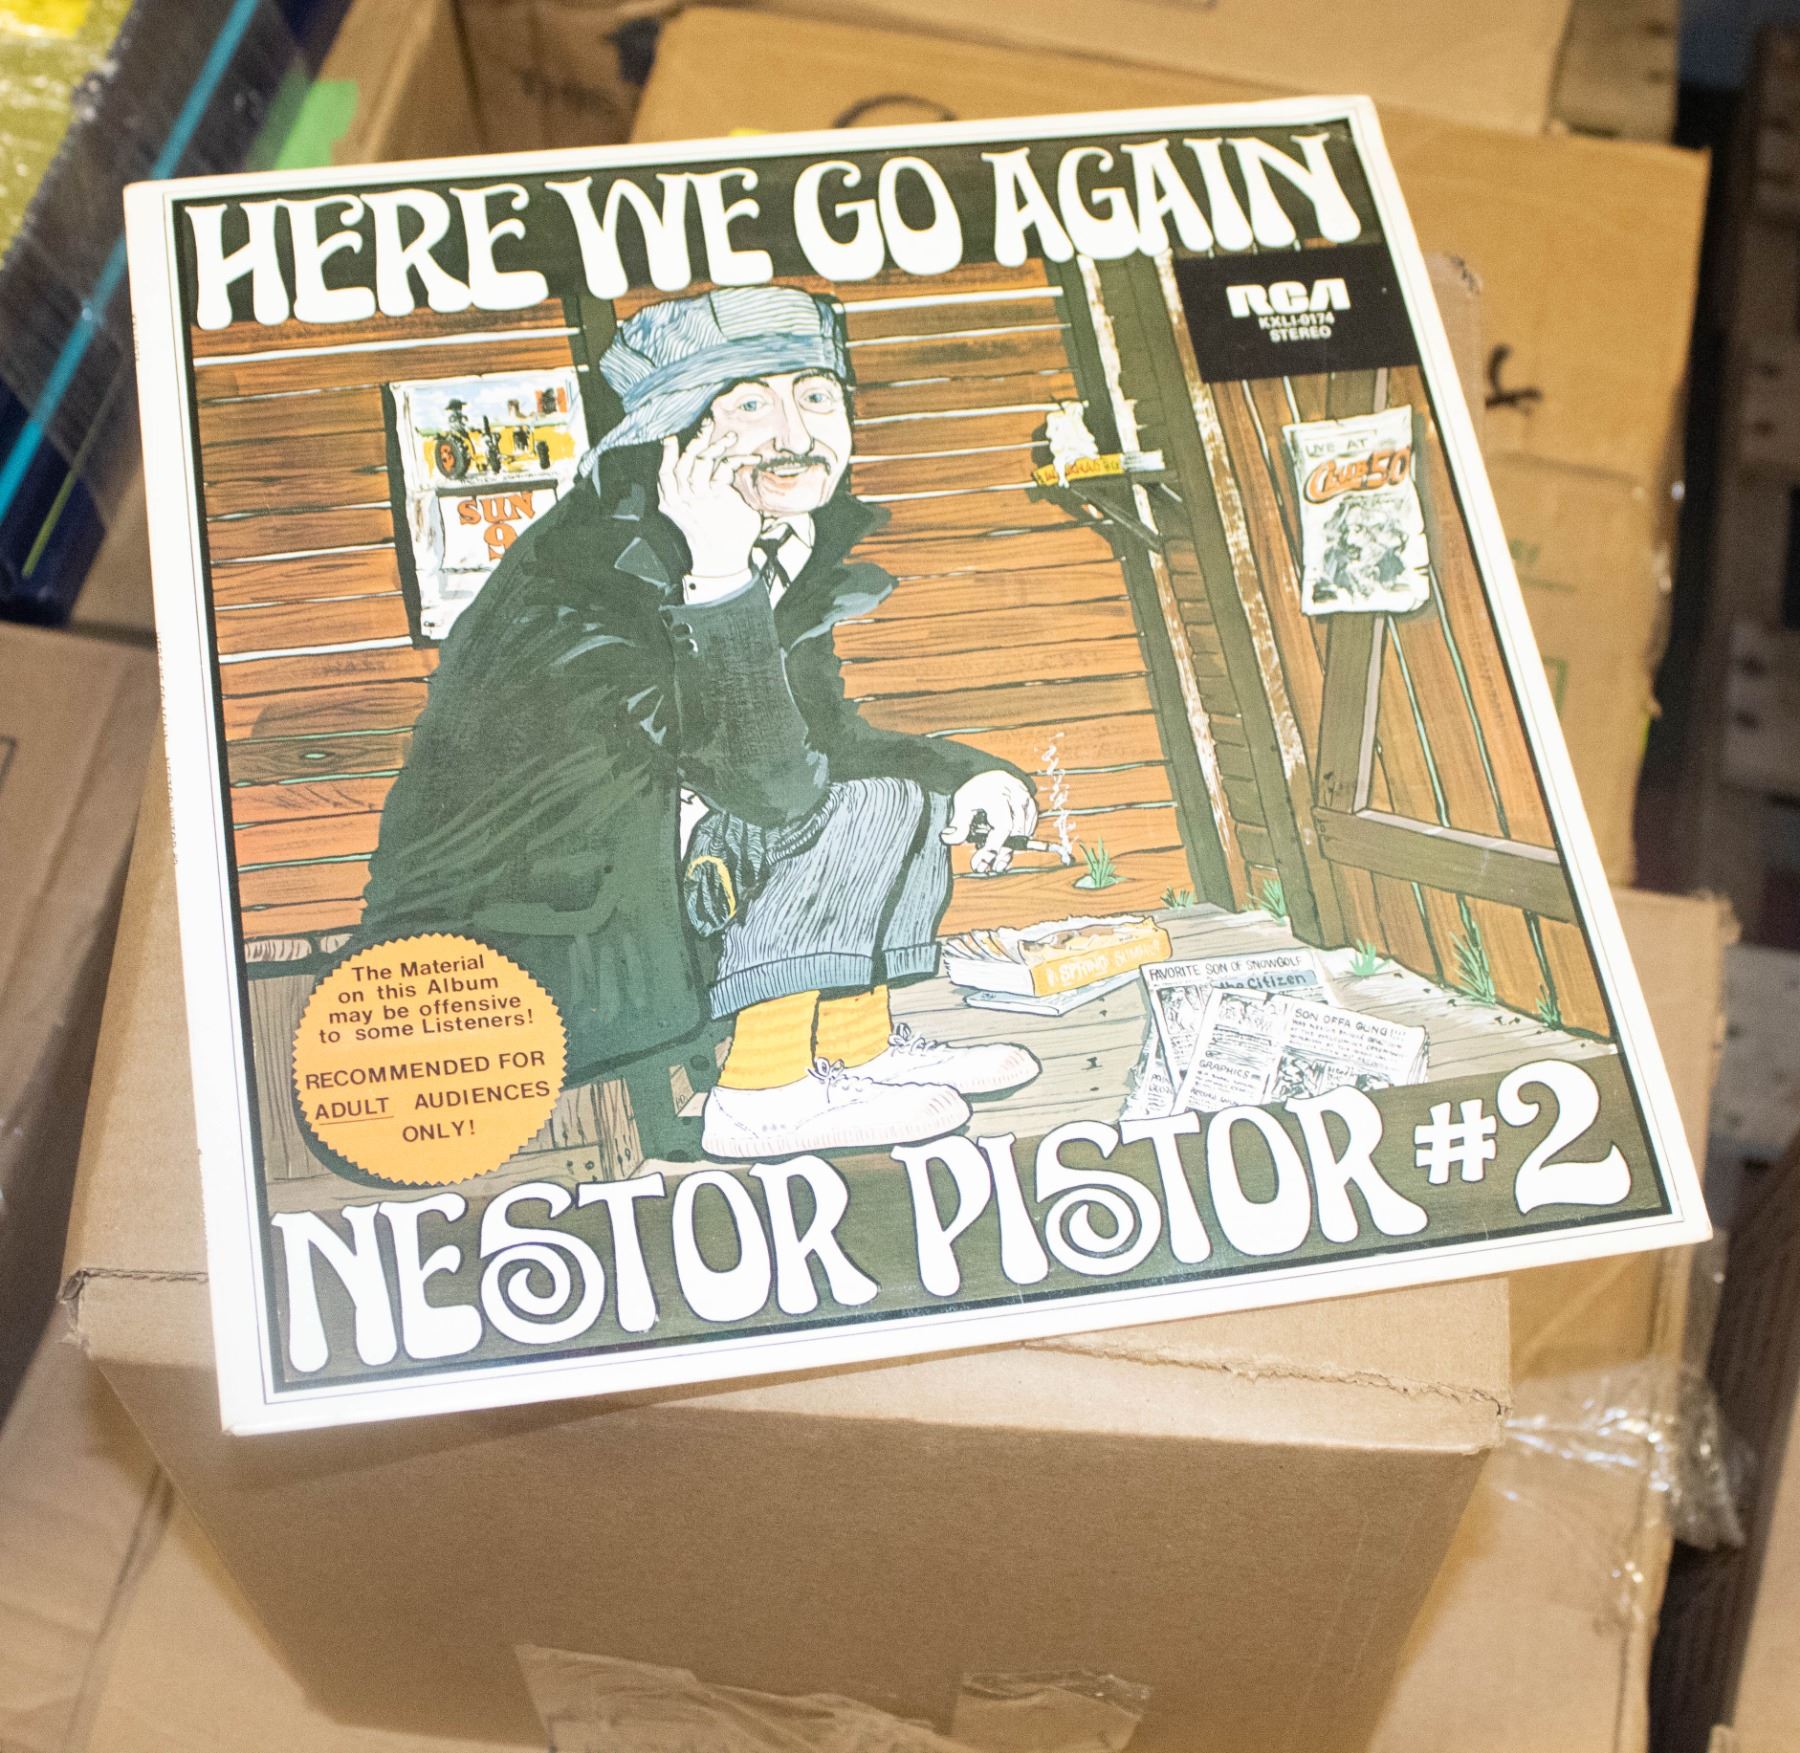 HERE WE GO AGAIN
RCA
KXL1-0174
STEREO
SUN
9
LIVE AT
CLUB 50
The Material
on this Album
may be offensive
to some Listeners!
RECOMMENDED FOR
ADULT AUDIENCES
ONLY!
FAVORITE SON OF SNOWGOLF
the Citizen
SON OFFA GUNG!!!
GRAPHICS
NESTOR PISTOR #2